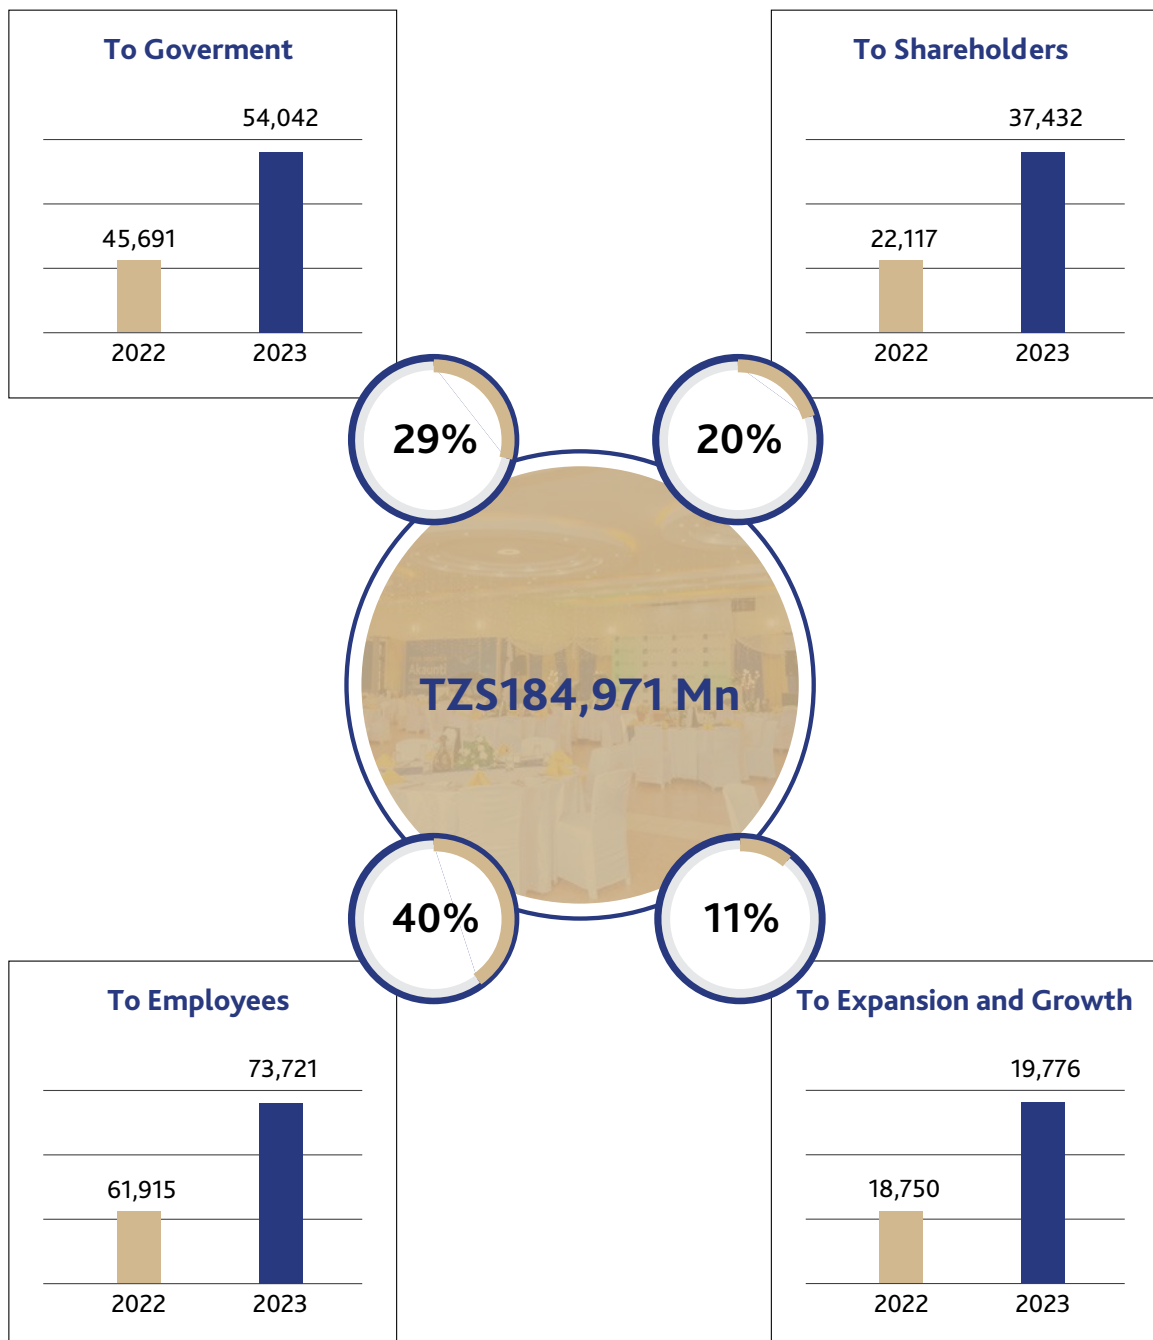 To Goverment
54,042
45,691
2022 2023
To Shareholders
37,432
22,117
2022 2023
29%
20%
Akaunti
TZS184,971 Mn
40%
11%
To Employees
73,721
61,915
2022 2023
To Expansion and Growth
19,776
18,750
2022 2023